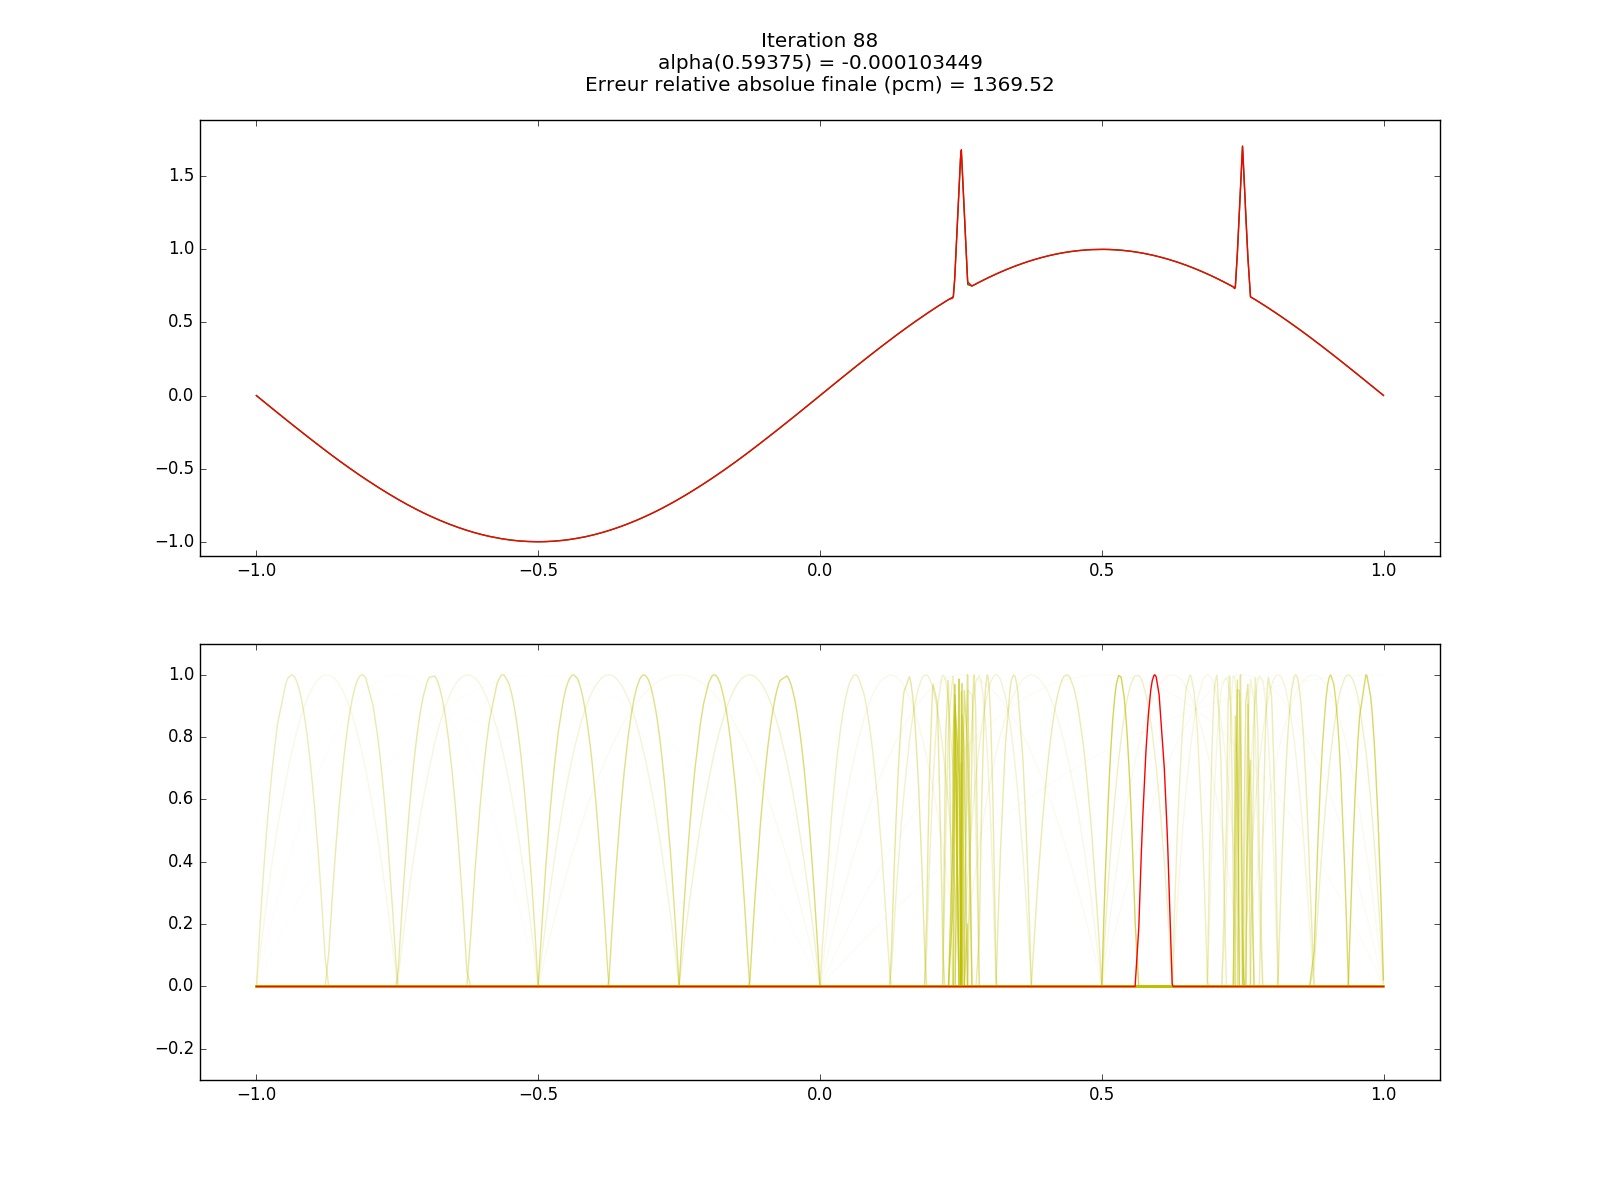 Iteration 88
alpha(0.59375) = -0.000103449
Erreur relative absolue finale (pcm) = 1369.52
1.5
1.0
0.5
0.0
−0.5
−1.0
−1.0 −0.5 0.0 0.5 1.0
1.0
0.8
0.6
0.4
0.2
0.0
−0.2
−1.0 −0.5 0.0 0.5 1.0